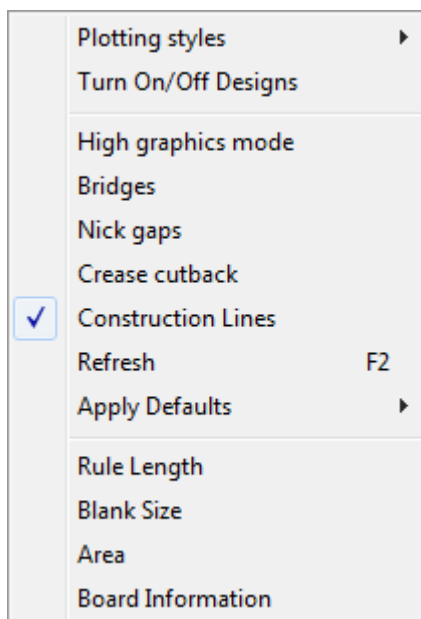 Plotting styles
Turn On/Off Designs
High graphics mode
Bridges
Nick gaps
Crease cutback
Construction Lines
Refresh F2
Apply Defaults
Rule Length
Blank Size
Area
Board Information